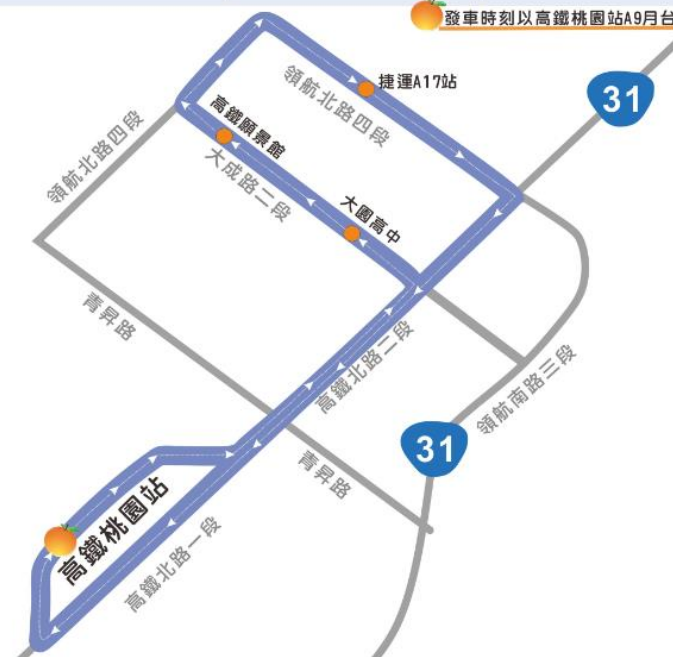 發車時刻以高鐵桃園站A9月台
領航北路四段
捷運A17站
31
高鐵願景館
領航北路四段
大成路二段
大園高中
青昇路
高鐵北路二段
領航南路三段
31
青昇路
高鐵桃園站
高鐵北路一段